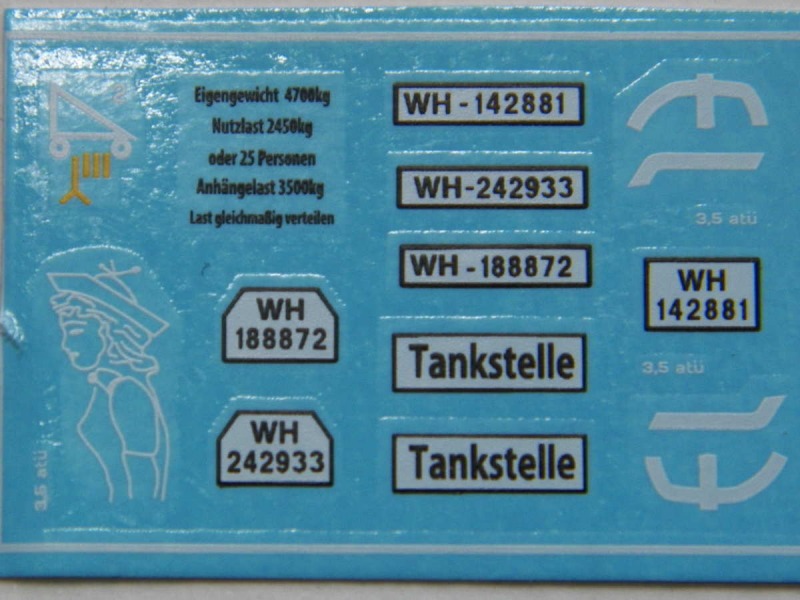 Eigengewicht 4700kg
Nutzlast 2450kg
oder 25 Personen
Anhängelast 3500kg
Last gleichmaßig verteilen
WH-142881
WH-242933
WH-188872
Tankstelle
Tankstelle
WH
188872
WH
242933
3,5 atü
3,5 atü
WH
142881
3,5 atü